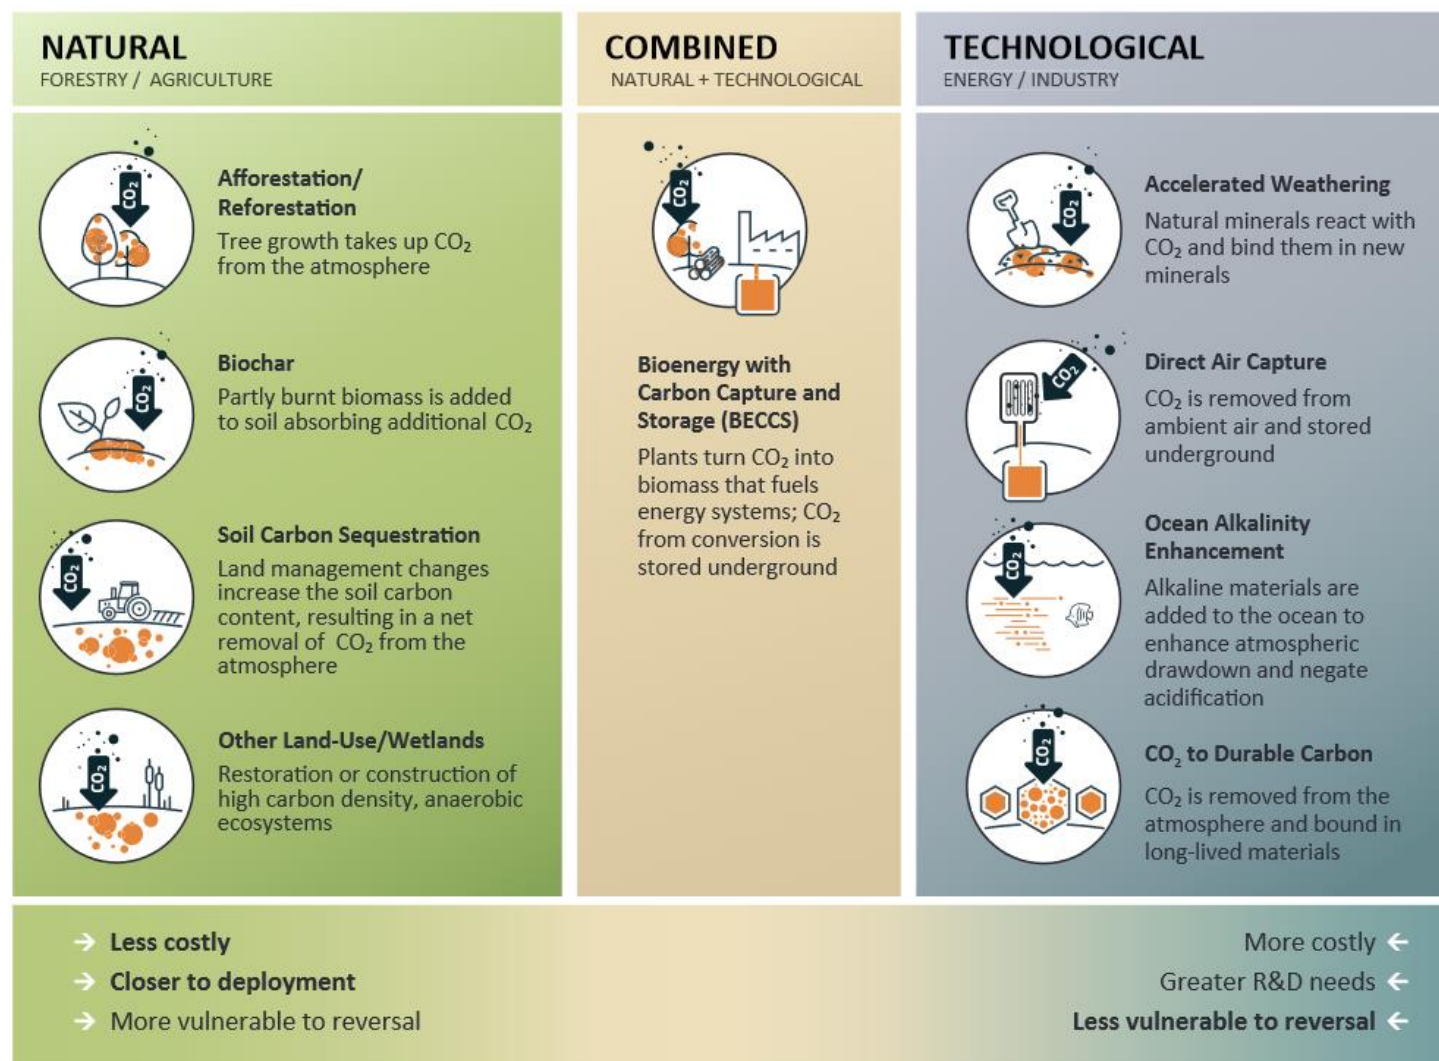 NATURAL
FORESTRY / AGRICULTURE
CO₂
Afforestation/
Reforestation
Tree growth takes up CO₂
from the atmosphere
CO₂
Biochar
Partly burnt biomass is added
to soil absorbing additional CO₂
CO₂
Soil Carbon Sequestration
Land management changes
increase the soil carbon
content, resulting in a net
removal of CO₂ from the
atmosphere
CO₂
Other Land-Use/Wetlands
Restoration or construction of
high carbon density, anaerobic
ecosystems
COMBINED
NATURAL + TECHNOLOGICAL
CO₂
Bioenergy with
Carbon Capture and
Storage (BECCS)
Plants turn CO₂ into
biomass that fuels
energy systems; CO₂
from conversion is
stored underground
TECHNOLOGICAL
ENERGY / INDUSTRY
CO₂
Accelerated Weathering
Natural minerals react with
CO₂ and bind them in new
minerals
CO₂
Direct Air Capture
CO₂ is removed from
ambient air and stored
underground
CO₂
Ocean Alkalinity
Enhancement
Alkaline materials are
added to the ocean to
enhance atmospheric
drawdown and negate
acidification
CO₂
CO₂ to Durable Carbon
CO₂ is removed from the
atmosphere and bound in
long-lived materials
→ Less costly
→ Closer to deployment
→ More vulnerable to reversal
More costly ←
Greater R&D needs ←
Less vulnerable to reversal ←